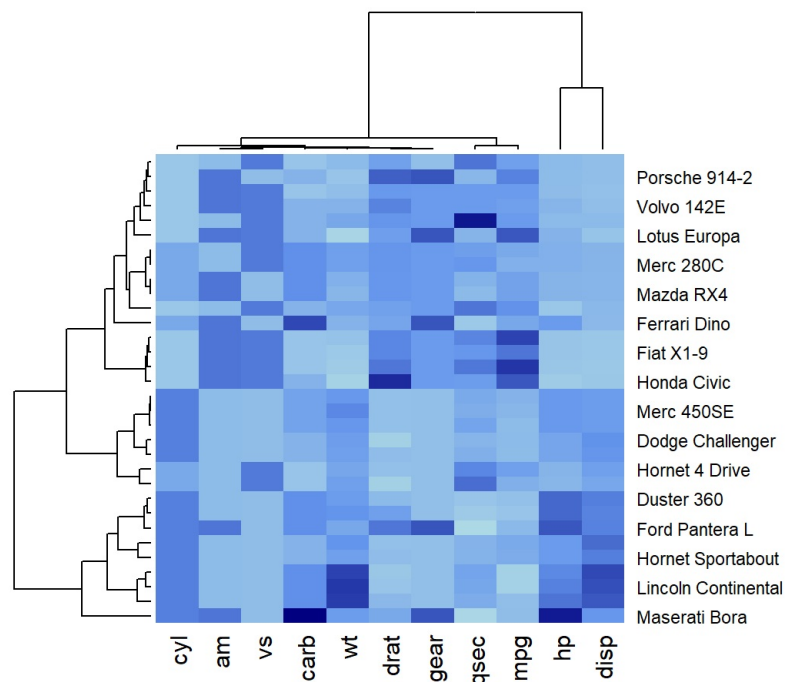 Porsche 914-2
Volvo 142E
Lotus Europa
Merc 280C
Mazda RX4
Ferrari Dino
Fiat X1-9
Honda Civic
Merc 450SE
Dodge Challenger
Hornet 4 Drive
Duster 360
Ford Pantera L
Hornet Sportabout
Lincoln Continental
Maserati Bora
cyl am vs carb wt drat gear qsec mpg hp disp